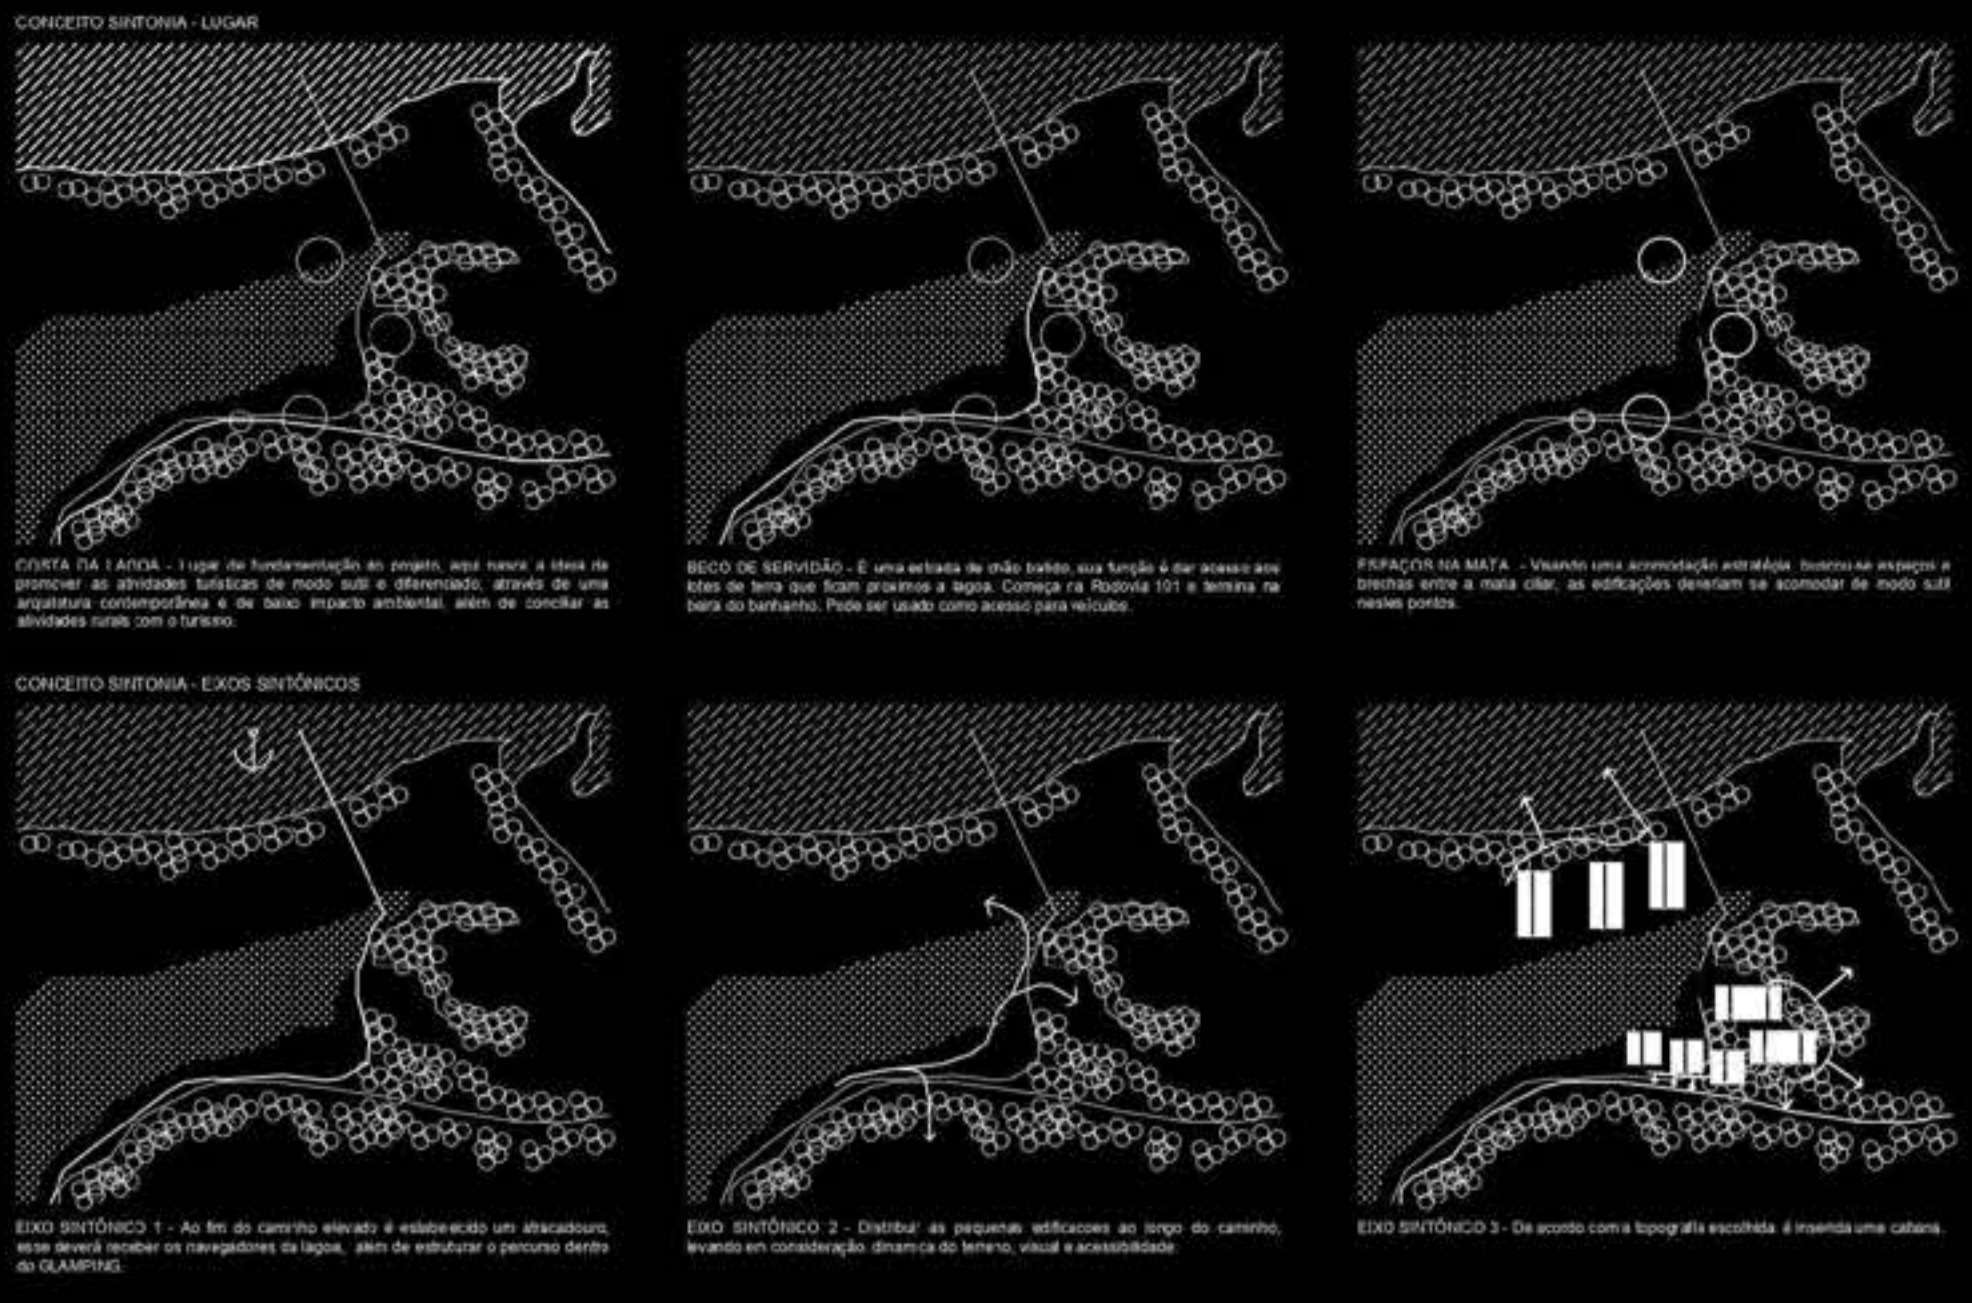 CONCEITO SINTONIA - LUGAR
COSTA DA LAGOA - Lugar de fundamentação do projeto, aqui nasce a ideia de
promover as atividades turísticas de modo sutil e diferenciado, através de uma
arquitetura contemporânea e de baixo impacto ambiental, além de conciliar as
atividades rurais com o turismo.
BECO DE SERVIDÃO - É uma estrada de chão batido, sua função é dar acesso aos
lotes de terra que ficam proximos a lagoa. Começa na Rodovia 101 e termina na
beira do banhanho. Pode ser usado como acesso para veículos.
ESPAÇOS NA MATA - Visando uma acomodação estratégia, buscou-se espaços e
brechas entre a mata ciliar, as edificações deveriam se acomodar de modo sutil
nestes pontos.
CONCEITO SINTONIA - EIXOS SINTÔNICOS
EIXO SINTÔNICO 1 - Ao fim do caminho elevado é estabelecido um atracadouro,
esse deverá receber os navegadores da lagoa, além de estruturar o percurso dentro
do GLAMPING.
EIXO SINTÔNICO 2 - Distribuir as pequenas edificacoes ao longo do caminho,
levando em consideração, dinamica do terreno, visual e acessibilidade.
EIXO SINTÔNICO 3 - De acordo com a topografia escolhida, é inserida uma cabana.